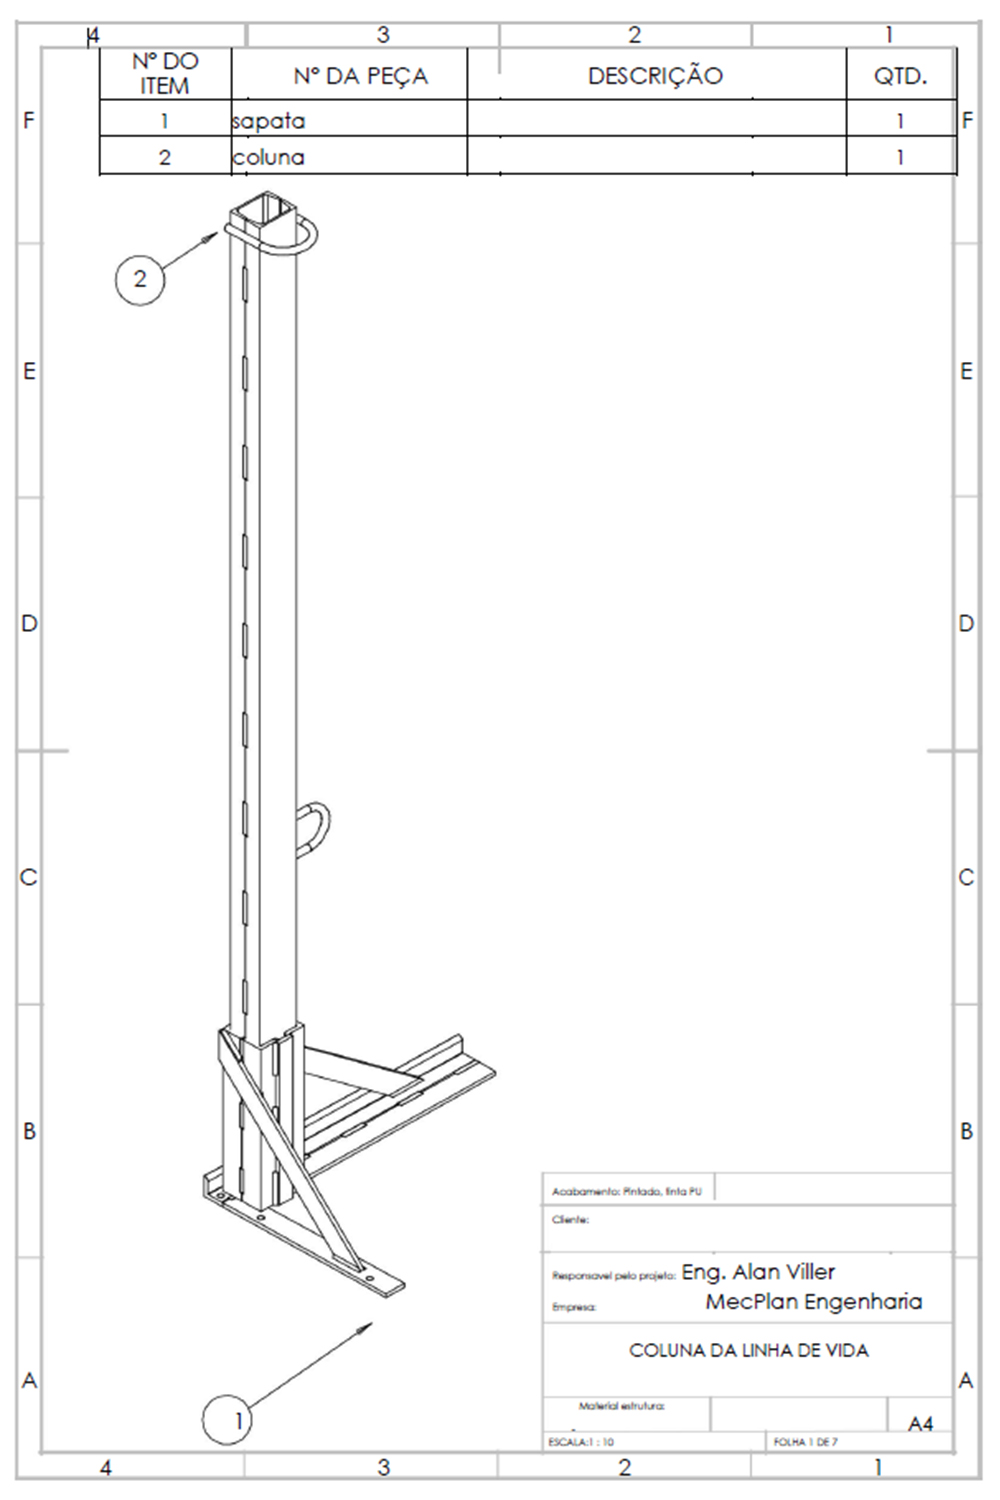 4 3 2 1
Nº DO ITEM Nº DA PEÇA DESCRIÇÃO QTD.
F 1 sapata 1 F
2 coluna 1
2
E E
D D
C C
B B
Acabamento: Pintado, tinta PU
Cliente:
Responsavel pelo projeto: Eng. Alan Viller
Empresa: MecPlan Engenharia
COLUNA DA LINHA DE VIDA
A A
Material estrutura:
1 A4
ESCALA:1 : 10 FOLHA 1 DE 7
4 3 2 1